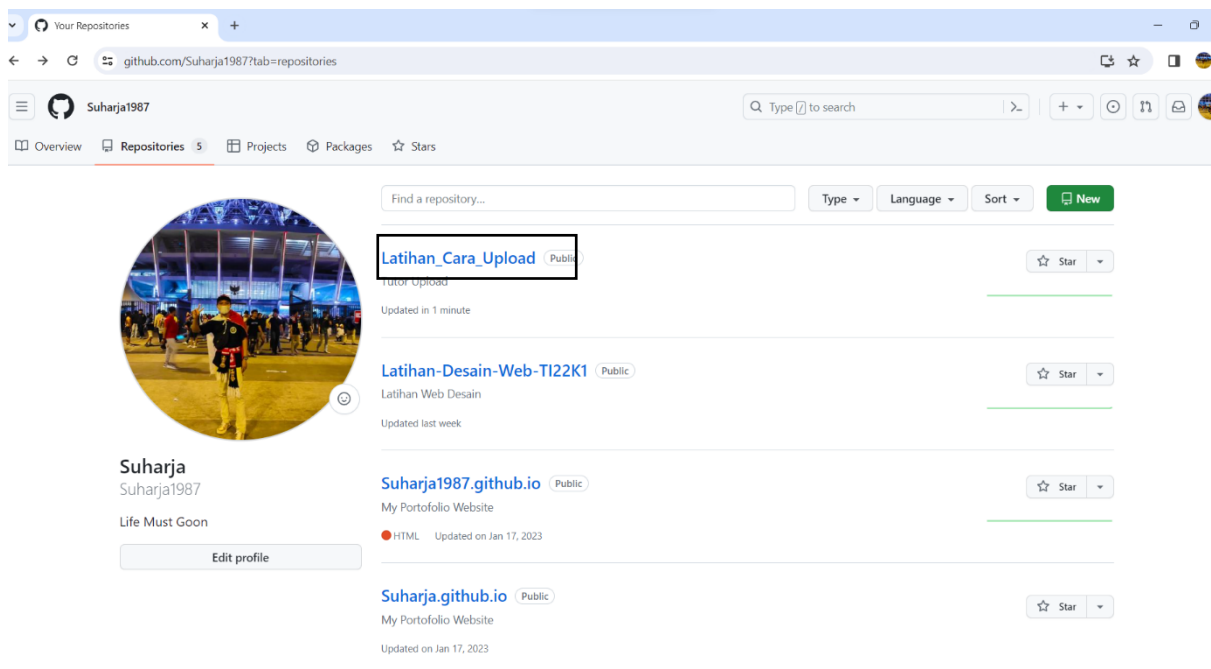 Your Repositories
github.com/Suharja1987?tab=repositories
Suharja1987
Type / to search
Overview Repositories 5 Projects Packages Stars
Find a repository... Type Language Sort New
Latihan_Cara_Upload Public
Star
Tutor Upload
Updated in 1 minute
Latihan-Desain-Web-TI22K1 Public
Star
Latihan Web Desain
Updated last week
Suharja
Suharja1987
Life Must Goon
Edit profile
Suharja1987.github.io Public
Star
My Portofolio Website
HTML Updated on Jan 17, 2023
Suharja.github.io Public
Star
My Portofolio Website
Updated on Jan 17, 2023